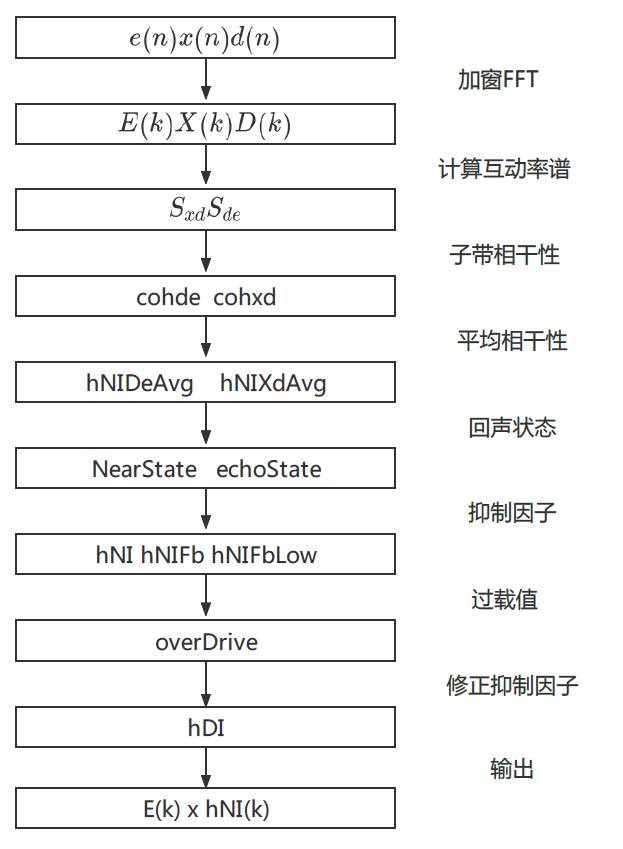 e(n)x(n)d(n)
加窗FFT
E(k)X(k)D(k)
计算互动率谱
S_{xd}S_{de}
子带相干性
cohde cohxd
平均相干性
hNIDeAvg hNIXdAvg
回声状态
NearState echoState
抑制因子
hNI hNIFb hNIFbLow
过载值
overDrive
修正抑制因子
hDI
输出
E(k) x hNI(k)